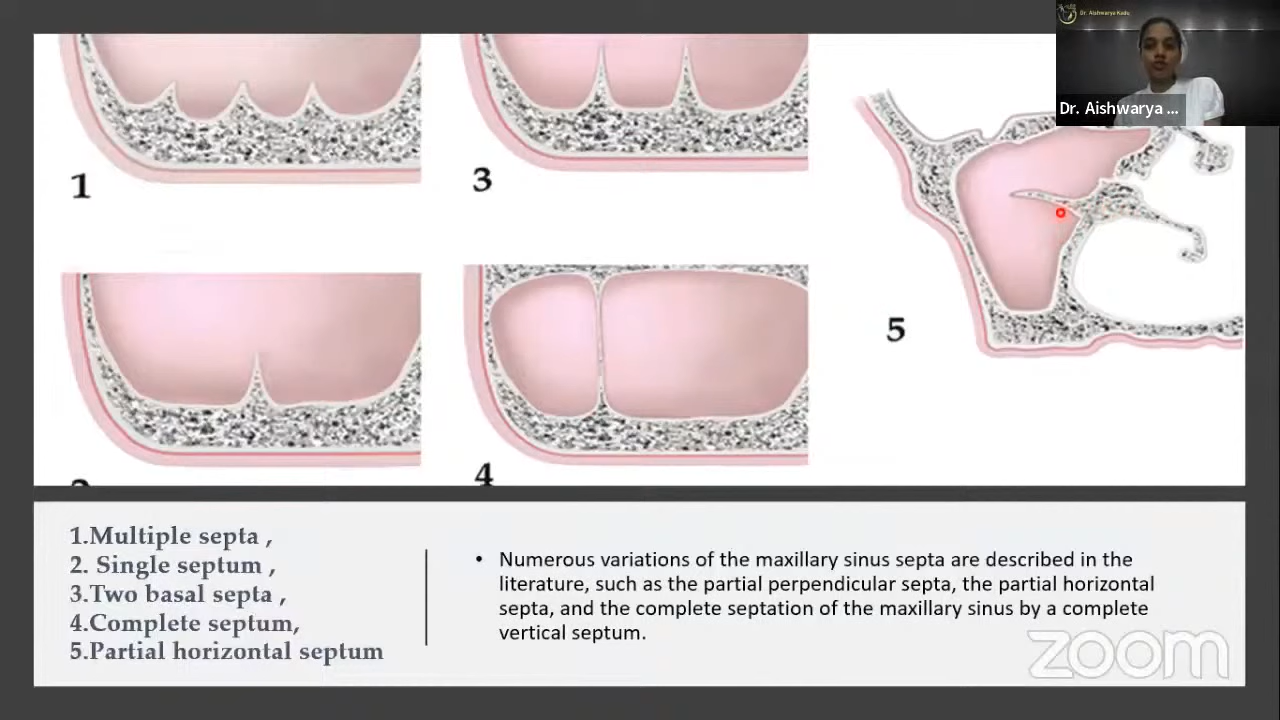 Dr. Aishwarya Kadu
Dr. Aishwarya ...
1
3
5
4
1.Multiple septa ,
2. Single septum ,
3.Two basal septa ,
4.Complete septum,
5.Partial horizontal septum
• Numerous variations of the maxillary sinus septa are described in the
literature, such as the partial perpendicular septa, the partial horizontal
septa, and the complete septation of the maxillary sinus by a complete
vertical septum.
zoom